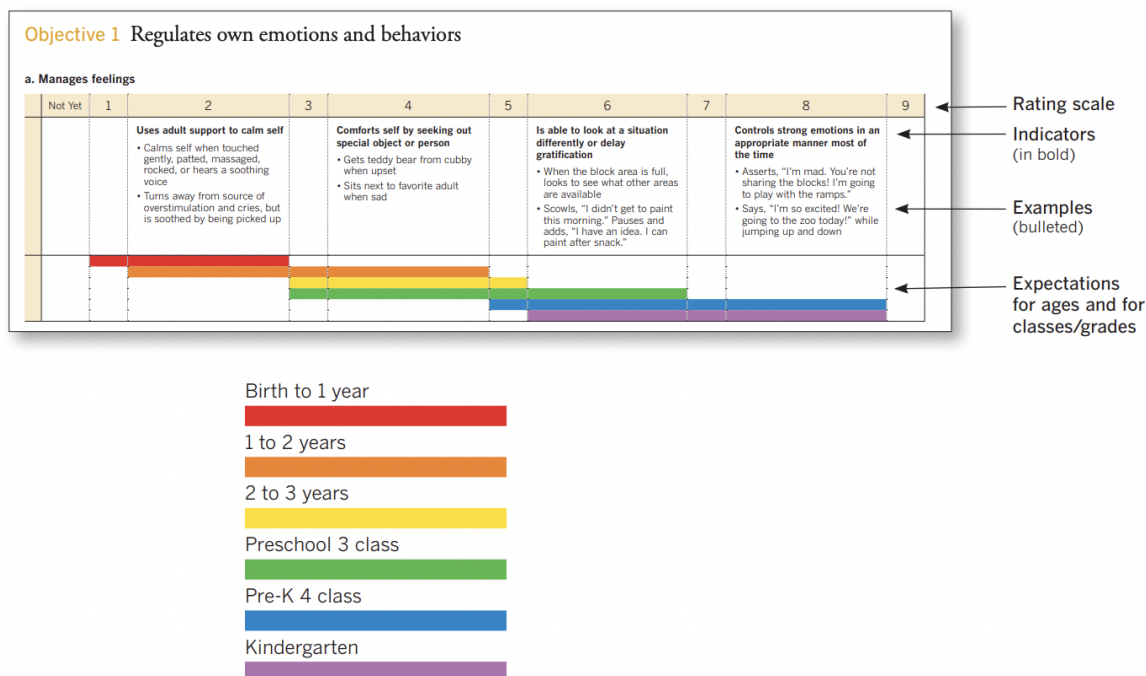 Objective 1 Regulates own emotions and behaviors
a. Manages feelings
Not Yet 1 2 3 4 5 6 7 8 9
Uses adult support to calm self
• Calms self when touched
gently, patted, massaged,
rocked, or hears a soothing
voice
• Turns away from source of
overstimulation and cries, but
is soothed by being picked up
Comforts self by seeking out
special object or person
• Gets teddy bear from cubby
when upset
• Sits next to favorite adult
when sad
Is able to look at a situation
differently or delay
gratification
• When the block area is full,
looks to see what other areas
are available
• Scowls, “I didn’t get to paint
this morning.” Pauses and
adds, “I have an idea. I can
paint after snack.”
Controls strong emotions in an
appropriate manner most of
the time
• Asserts, “I’m mad. You’re not
sharing the blocks! I’m going
to play with the ramps.”
• Says, “I’m so excited! We’re
going to the zoo today!” while
jumping up and down
Rating scale
Indicators
(in bold)
Examples
(bulleted)
Expectations
for ages and for
classes/grades
Birth to 1 year
1 to 2 years
2 to 3 years
Preschool 3 class
Pre-K 4 class
Kindergarten